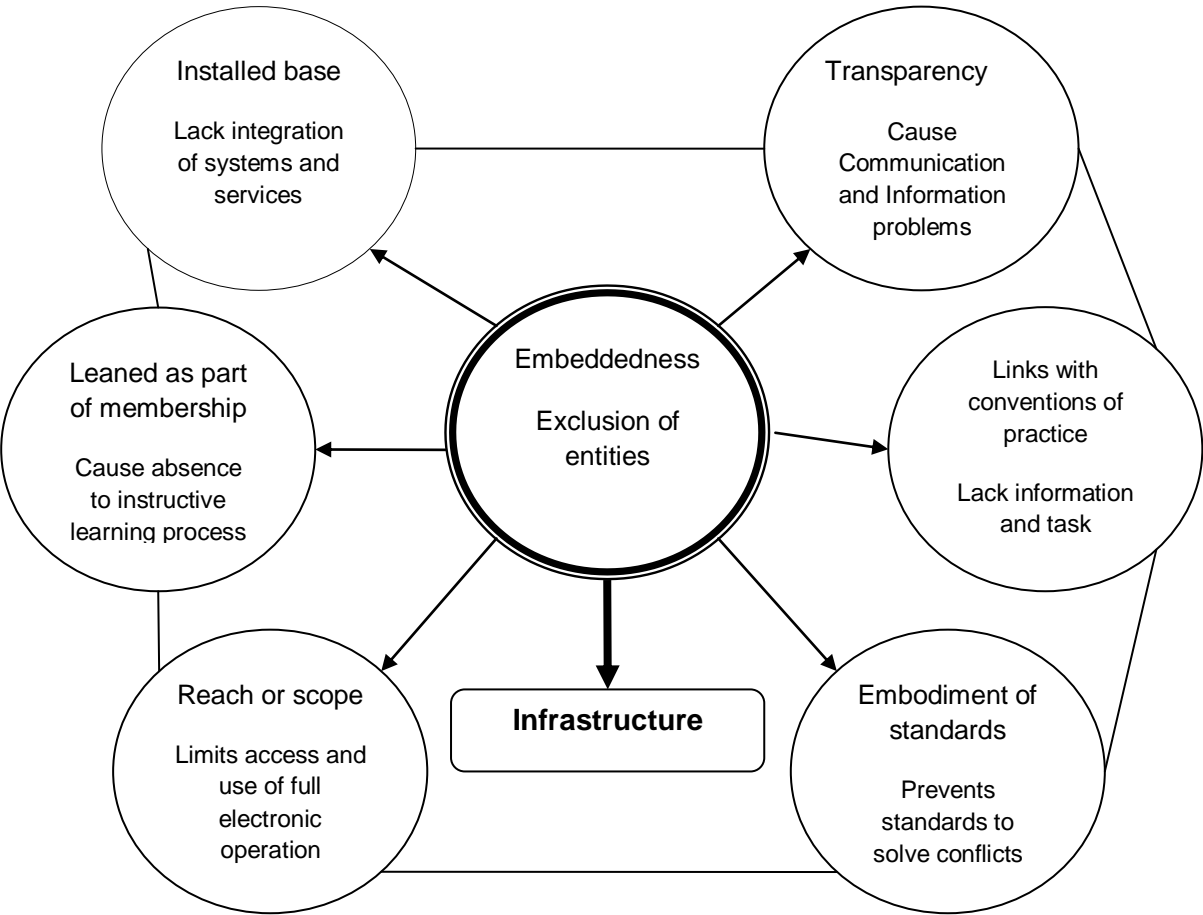 Installed base
Lack integration
of systems and
services
Transparency
Cause
Communication
and Information
problems
Leaned as part
of membership
Cause absence
to instructive
learning process
Embeddedness
Exclusion of
entities
Links with
conventions of
practice
Lack information
and task
Reach or scope
Limits access and
use of full
electronic
operation
Infrastructure
Embodiment of
standards
Prevents
standards to
solve conflicts